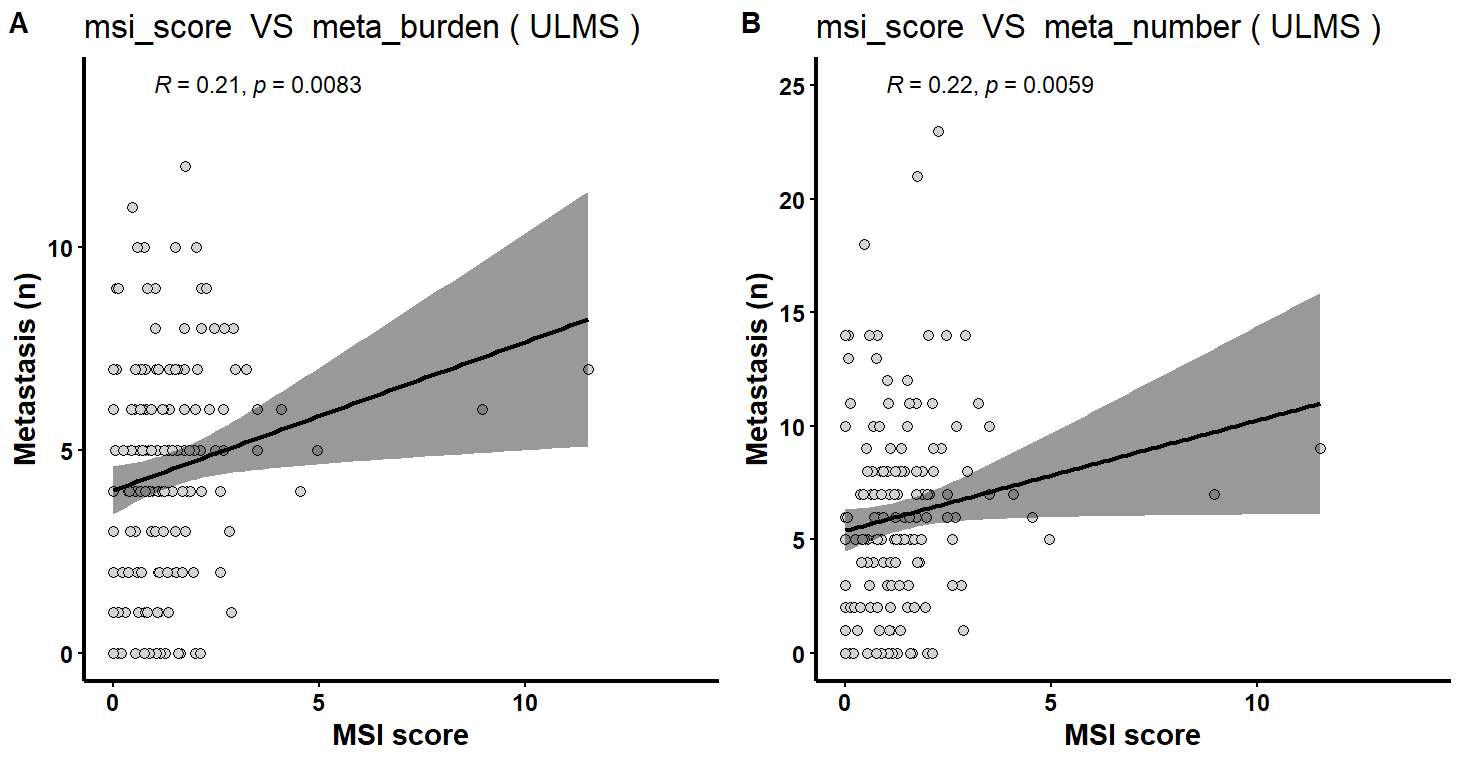 A
msi_score VS meta_burden ( ULMS )
R = 0.21, p = 0.0083
10
5
0
Metastasis (n)
0 5 10
MSI score
B
msi_score VS meta_number ( ULMS )
R = 0.22, p = 0.0059
25
20
15
10
5
0
Metastasis (n)
0 5 10
MSI score